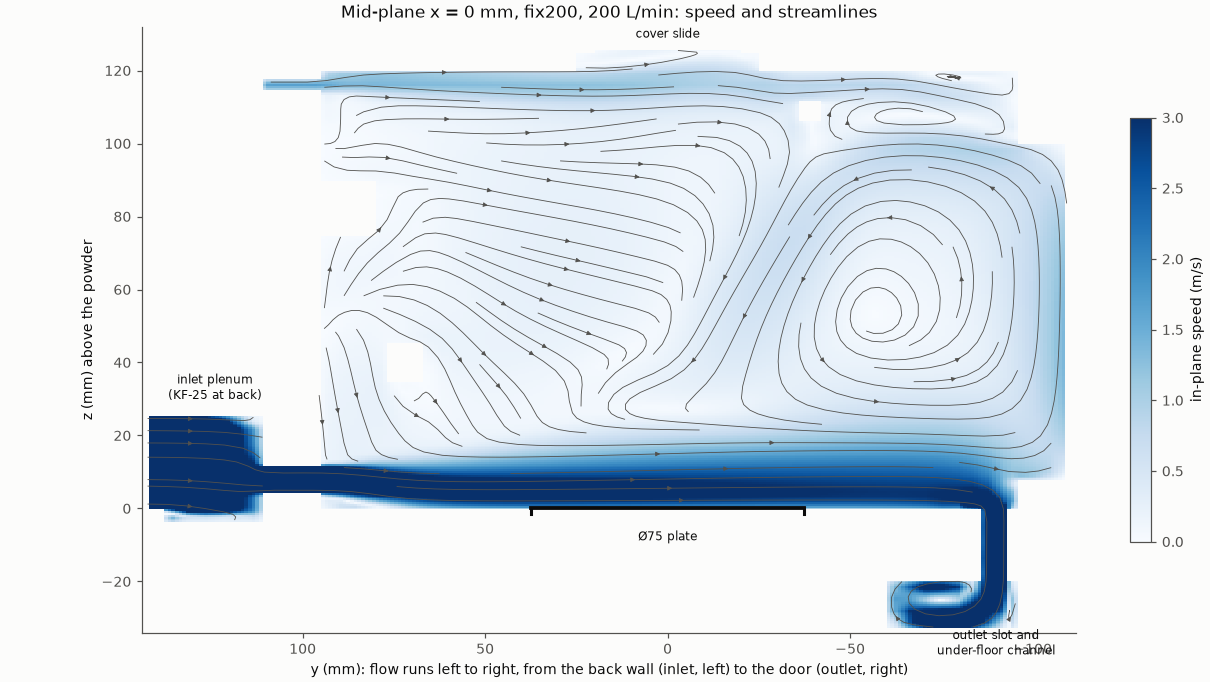 Mid-plane x = 0 mm, fix200, 200 L/min: speed and streamlines
cover slide
120
100
80
60
40
20
0
−20
z (mm) above the powder
inlet plenum
(KF-25 at back)
Ø75 plate
outlet slot and
under-floor channel
100
50
0
−50
−100
y (mm): flow runs left to right, from the back wall (inlet, left) to the door (outlet, right)
3.0
2.5
2.0
1.5
1.0
0.5
0.0
in-plane speed (m/s)